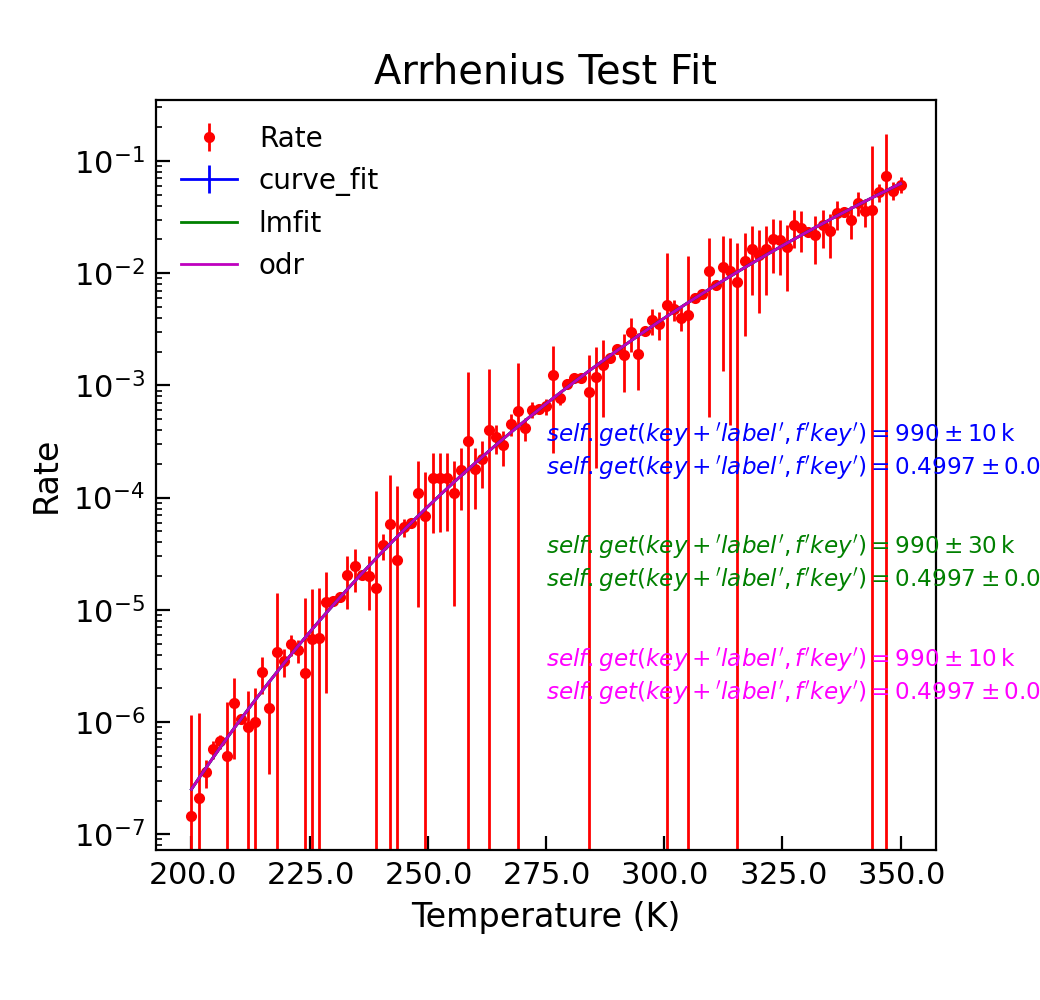 Arrhenius Test Fit
Rate
curve_fit
lmfit
odr
10⁻¹
10⁻²
10⁻³
10⁻⁴
10⁻⁵
10⁻⁶
10⁻⁷
Rate
self.get(key+'label', f'key') = 990 ± 10 k
self.get(key+'label', f'key') = 0.4997 ± 0.0
self.get(key+'label', f'key') = 990 ± 30 k
self.get(key+'label', f'key') = 0.4997 ± 0.0
self.get(key+'label', f'key') = 990 ± 10 k
self.get(key+'label', f'key') = 0.4997 ± 0.0
200.0 225.0 250.0 275.0 300.0 325.0 350.0
Temperature (K)